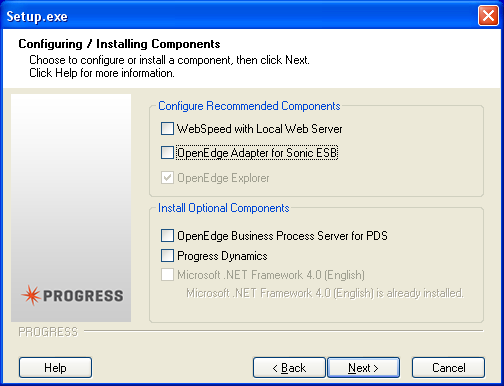 Setup.exe
Configuring / Installing Components
Choose to configure or install a component, then click Next.
Click Help for more information.
Configure Recommended Components
WebSpeed with Local Web Server
OpenEdge Adapter for Sonic ESB
OpenEdge Explorer
Install Optional Components
OpenEdge Business Process Server for PDS
Progress Dynamics
Microsoft .NET Framework 4.0 (English)
Microsoft .NET Framework 4.0 (English) is already installed.
PROGRESS
PROGRESS
Help
< Back
Next >
Cancel